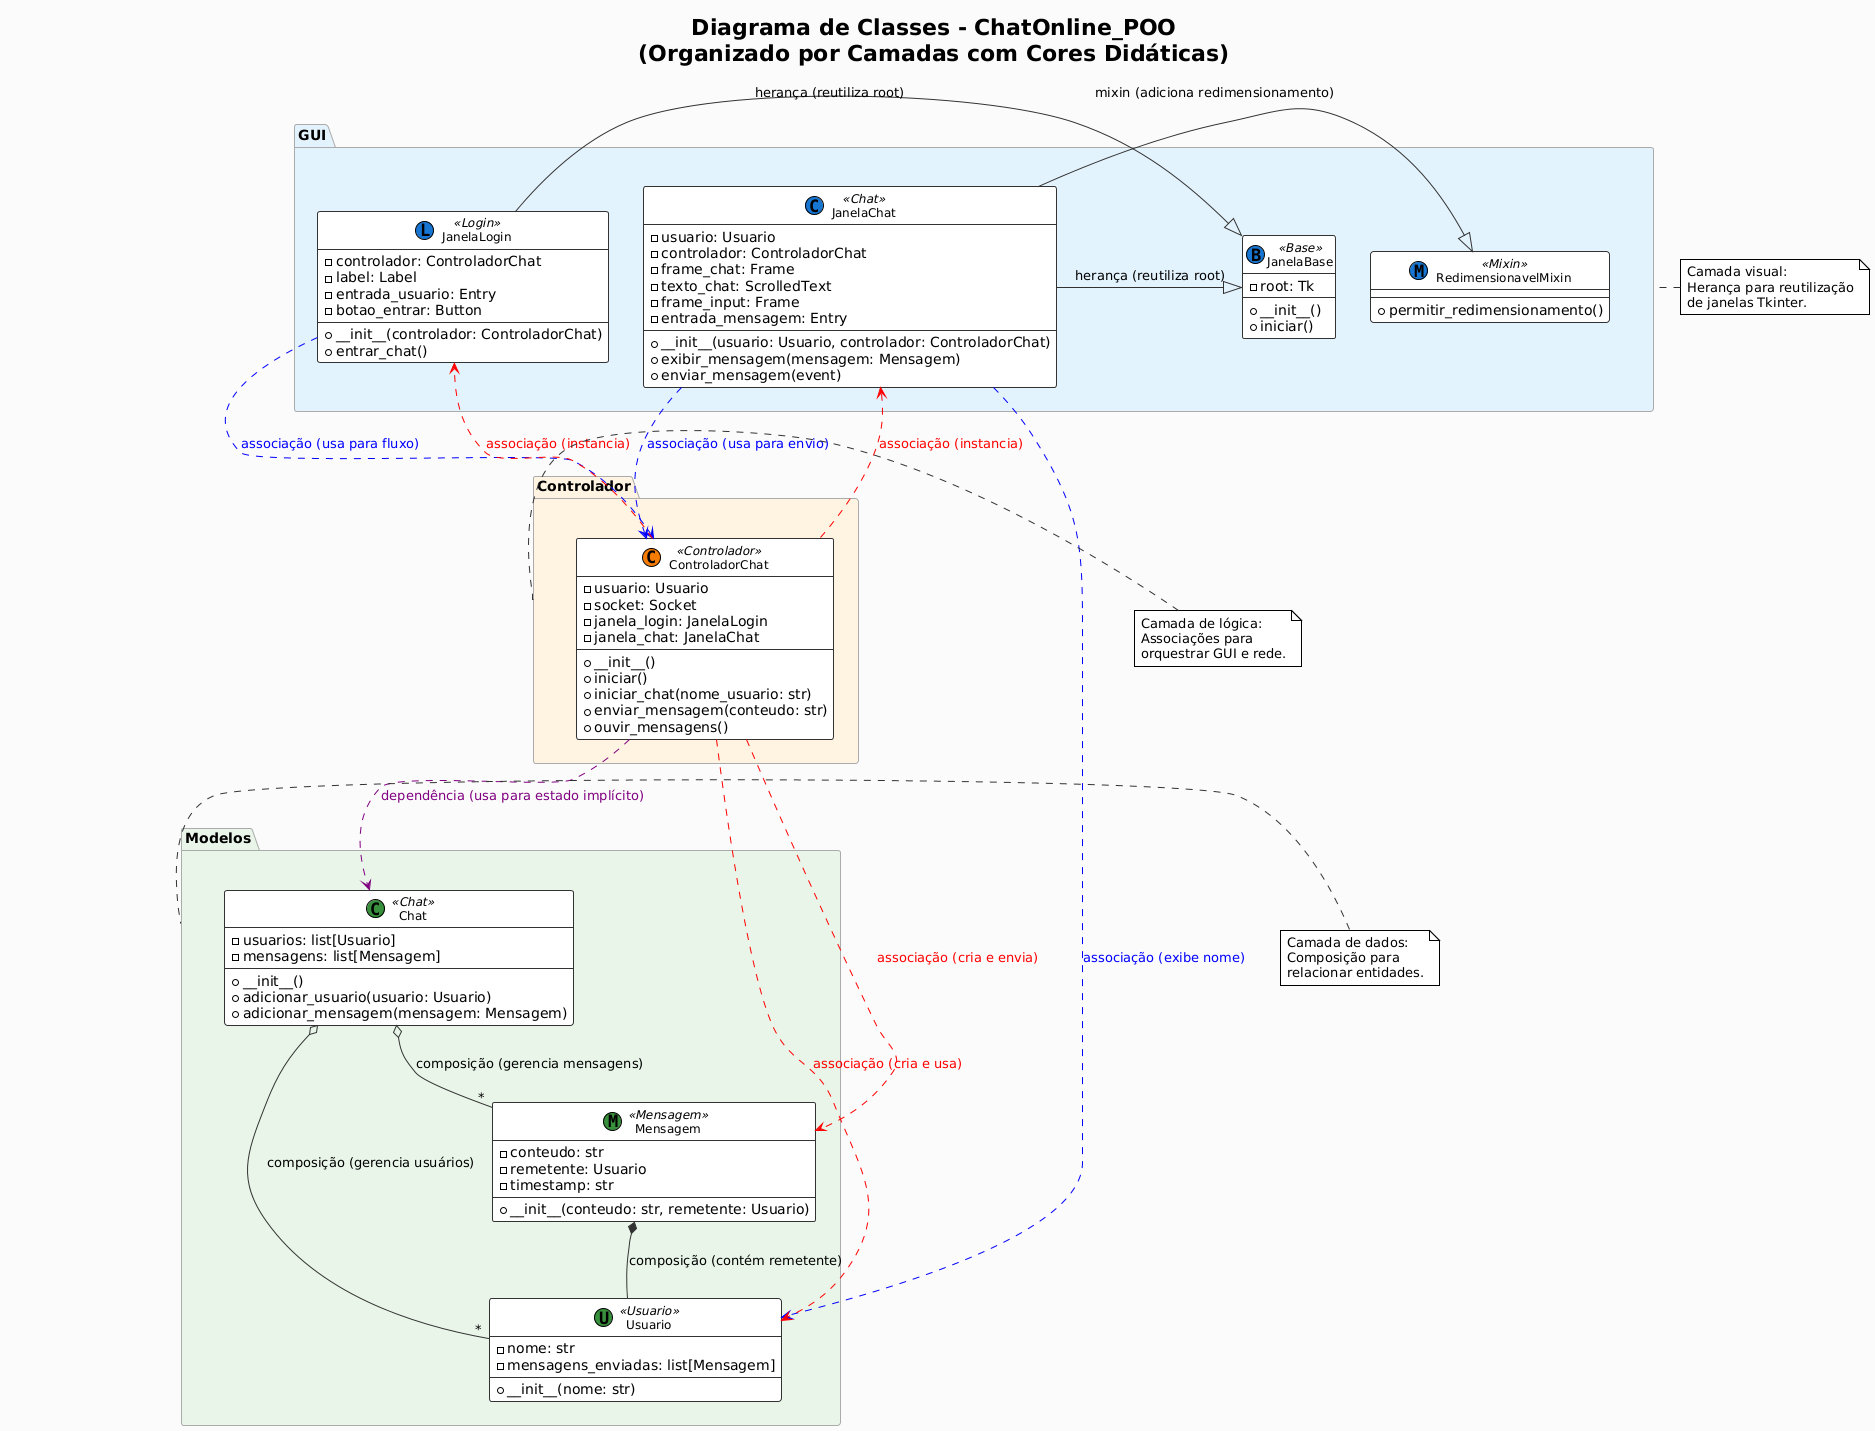 Diagrama de Classes - ChatOnline_POO
(Organizado por Camadas com Cores Didáticas)
herança (reutiliza root)
mixin (adiciona redimensionamento)
GUI
L
«Login»
JanelaLogin
controlador: ControladorChat
label: Label
entrada_usuario: Entry
botao_entrar: Button
__init__(controlador: ControladorChat)
entrar_chat()
C
«Chat»
JanelaChat
usuario: Usuario
controlador: ControladorChat
frame_chat: Frame
texto_chat: ScrolledText
frame_input: Frame
entrada_mensagem: Entry
__init__(usuario: Usuario, controlador: ControladorChat)
exibir_mensagem(mensagem: Mensagem)
enviar_mensagem(event)
herança (reutiliza root)
B
«Base»
JanelaBase
root: Tk
__init__()
iniciar()
M
«Mixin»
RedimensionavelMixin
permitir_redimensionamento()
Camada visual:
Herança para reutilização
de janelas Tkinter.
associação (usa para fluxo)
associação (instancia)
associação (usa para envio)
associação (instancia)
Controlador
C
«Controlador»
ControladorChat
usuario: Usuario
socket: Socket
janela_login: JanelaLogin
janela_chat: JanelaChat
__init__()
iniciar()
iniciar_chat(nome_usuario: str)
enviar_mensagem(conteudo: str)
ouvir_mensagens()
Camada de lógica:
Associações para
orquestrar GUI e rede.
dependência (usa para estado implícito)
Modelos
C
«Chat»
Chat
usuarios: list[Usuario]
mensagens: list[Mensagem]
__init__()
adicionar_usuario(usuario: Usuario)
adicionar_mensagem(mensagem: Mensagem)
associação (cria e envia)
associação (exibe nome)
Camada de dados:
Composição para
relacionar entidades.
composição (gerencia mensagens)
associação (cria e usa)
*
M
«Mensagem»
Mensagem
conteudo: str
remetente: Usuario
timestamp: str
__init__(conteudo: str, remetente: Usuario)
composição (gerencia usuários)
composição (contém remetente)
*
U
«Usuario»
Usuario
nome: str
mensagens_enviadas: list[Mensagem]
__init__(nome: str)